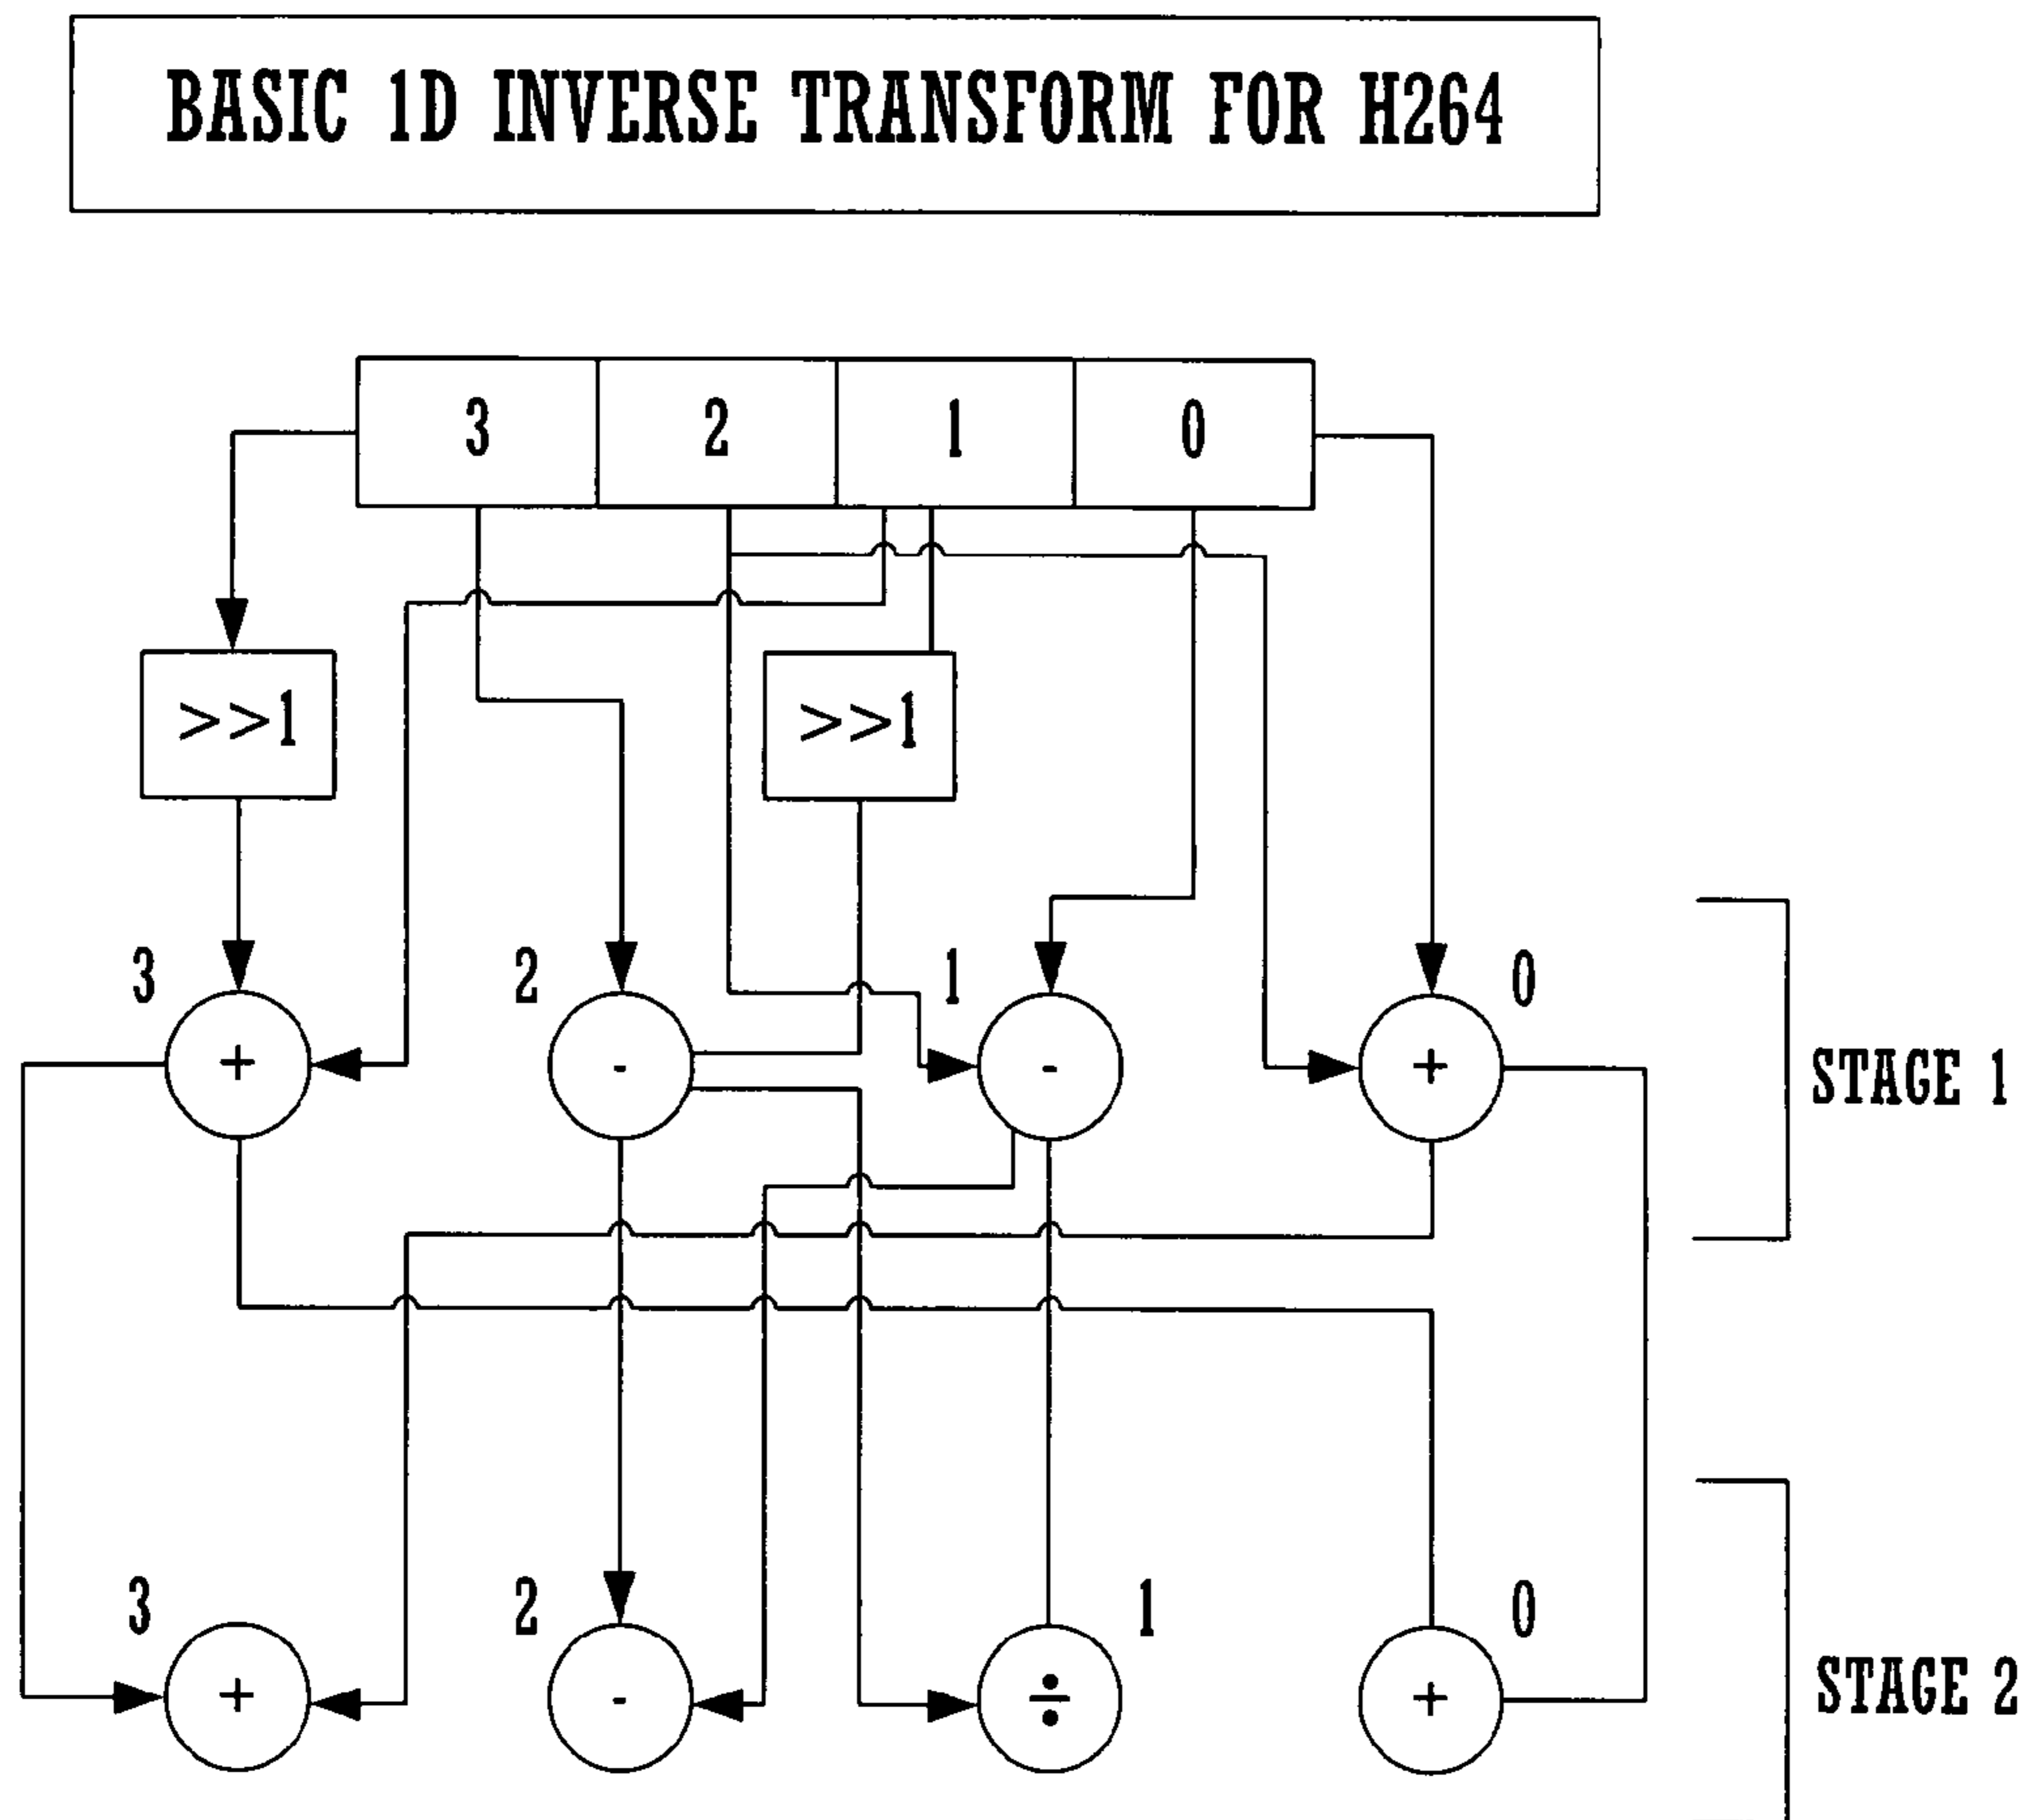 BASIC 1D INVERSE TRANSFORM FOR H264
3 2 1 0
>>1 >>1
3 2 1 0
+ - - +
STAGE 1
3 2 1 0
+ - ÷ +
STAGE 2